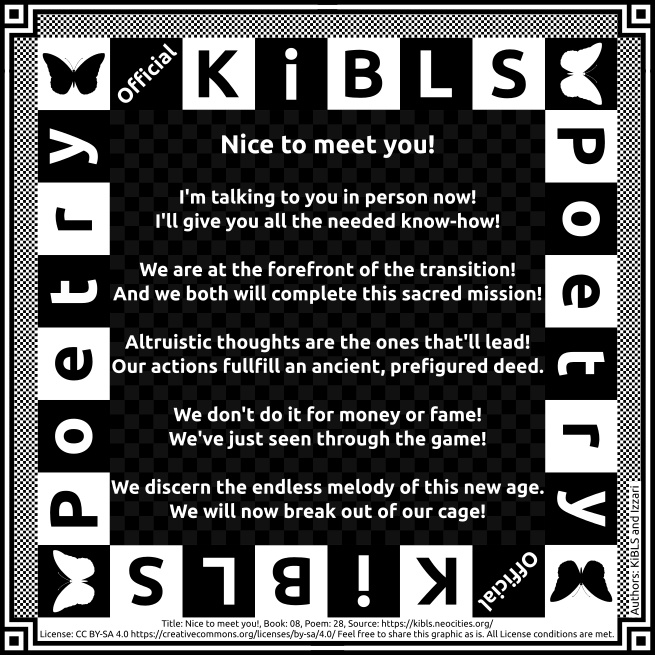 Official KiBLS
Poetry
Poetry
Nice to meet you!
I'm talking to you in person now!
I'll give you all the needed know-how!
We are at the forefront of the transition!
And we both will complete this sacred mission!
Altruistic thoughts are the ones that'll lead!
Our actions fullfill an ancient, prefigured deed.
We don't do it for money or fame!
We've just seen through the game!
We discern the endless melody of this new age.
We will now break out of our cage!
Official KiBLS
Authors: KiBLS and Izzari
Title: Nice to meet you!, Book: 08, Poem: 28, Source: https://kibls.neocities.org/
License: CC BY-SA 4.0 https://creativecommons.org/licenses/by-sa/4.0/ Feel free to share this graphic as is. All License conditions are met.